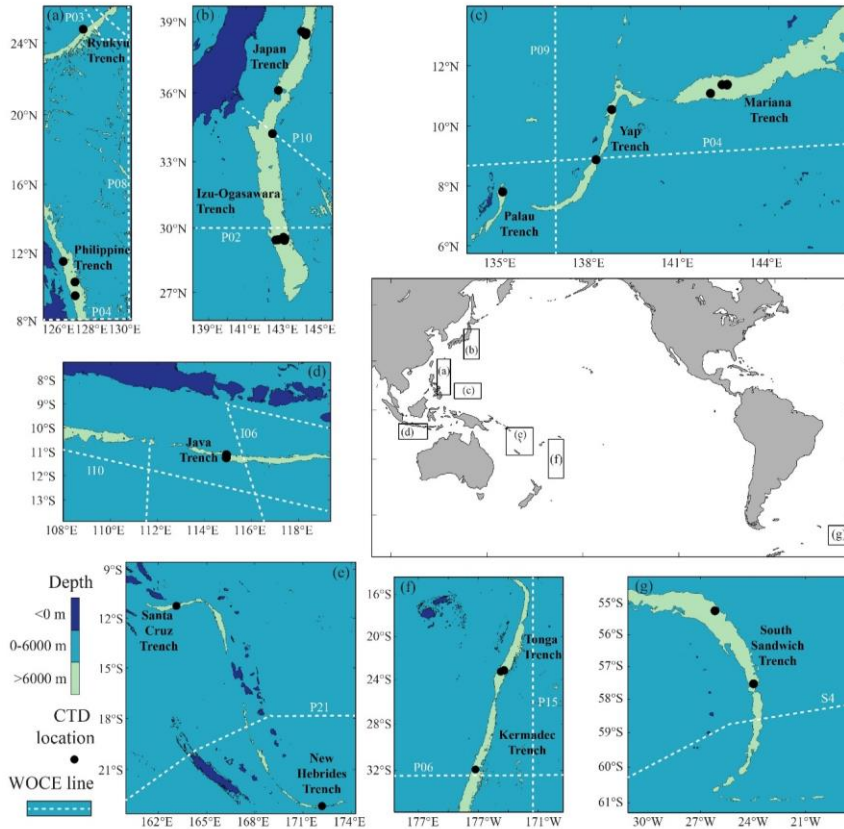 (a)
P03
Ryukyu
Trench
P08
Philippine
Trench
P04
24°N
20°N
16°N
12°N
8°N
126°E 128°E 130°E
(b)
Japan
Trench
P10
Izu-Ogasawara
Trench
P02
39°N
36°N
33°N
30°N
27°N
139°E 141°E 143°E 145°E
(c)
P09
Mariana
Trench
Yap
Trench
P04
Palau
Trench
12°N
10°N
8°N
6°N
135°E 138°E 141°E 144°E
(b)
(a)
(c)
(d)
(e)
(f)
(g)
(d)
I06
Java
Trench
I10
8°S
9°S
10°S
11°S
12°S
13°S
108°E 110°E 112°E 114°E 116°E 118°E
Depth
<0 m
0-6000 m
>6000 m
CTD
location
WOCE line
(e)
Santa
Cruz
Trench
P21
New
Hebrides
Trench
9°S
12°S
15°S
18°S
21°S
162°E 165°E 168°E 171°E 174°E
(f)
Tonga
Trench
P15
Kermadec
Trench
P06
16°S
20°S
24°S
28°S
32°S
177°E 177°W 171°W
(g)
South
Sandwich
Trench
S4
55°S
56°S
57°S
58°S
59°S
60°S
61°S
30°W 27°W 24°W 21°W